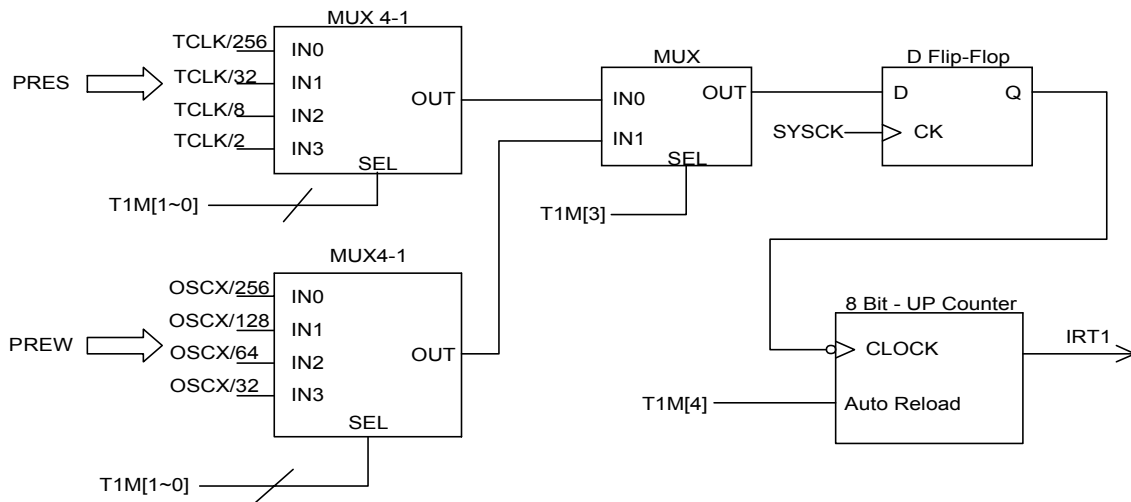 MUX 4-1
PRES
TCLK/256
TCLK/32
TCLK/8
TCLK/2
IN0
IN1
IN2
IN3
OUT
SEL
T1M[1~0]
MUX
IN0
IN1
OUT
SEL
T1M[3]
D Flip-Flop
D
Q
SYSCK
CK
MUX4-1
PREW
OSCX/256
OSCX/128
OSCX/64
OSCX/32
IN0
IN1
IN2
IN3
OUT
SEL
T1M[1~0]
8 Bit - UP Counter
CLOCK
IRT1
T1M[4]
Auto Reload